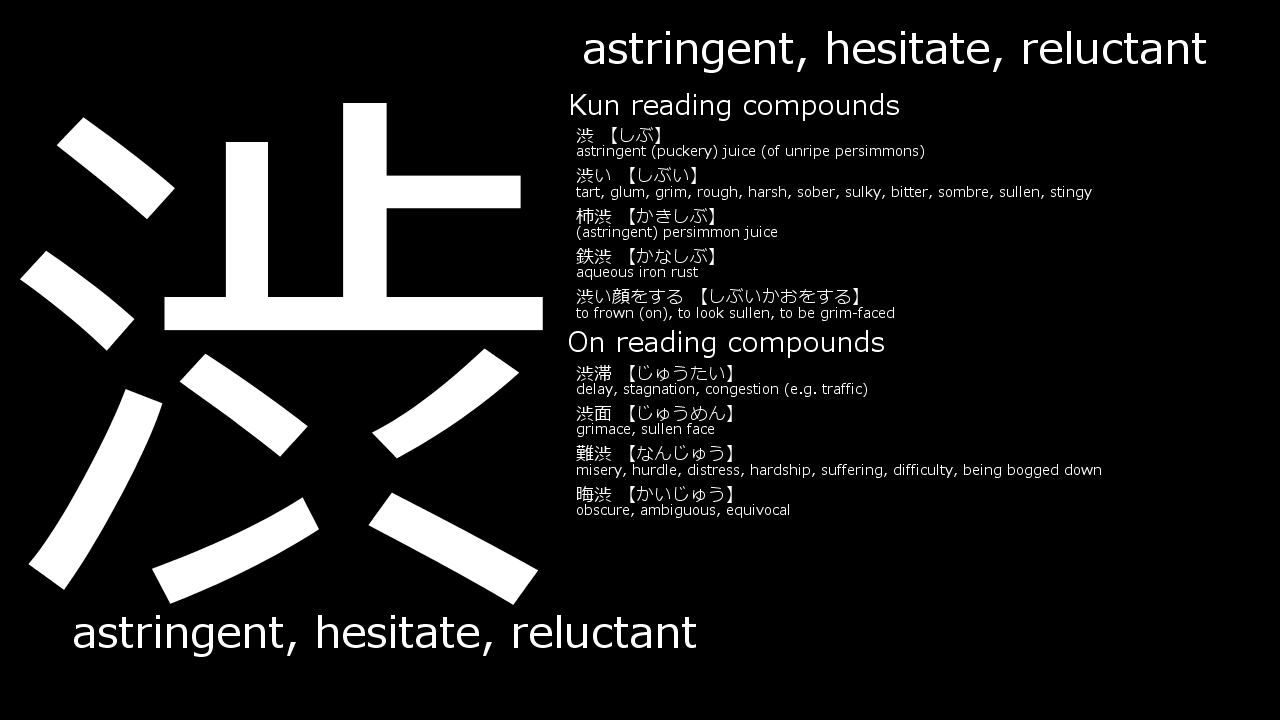 渋
astringent, hesitate, reluctant
Kun reading compounds
渋 【しぶ】
astringent (puckery) juice (of unripe persimmons)
渋い 【しぶい】
tart, glum, grim, rough, harsh, sober, sulky, bitter, sombre, sullen, stingy
柿渋 【かきしぶ】
(astringent) persimmon juice
鉄渋 【かなしぶ】
aqueous iron rust
渋い顔をする 【しぶいかおをする】
to frown (on), to look sullen, to be grim-faced
On reading compounds
渋滞 【じゅうたい】
delay, stagnation, congestion (e.g. traffic)
渋面 【じゅうめん】
grimace, sullen face
難渋 【なんじゅう】
misery, hurdle, distress, hardship, suffering, difficulty, being bogged down
晦渋 【かいじゅう】
obscure, ambiguous, equivocal
astringent, hesitate, reluctant